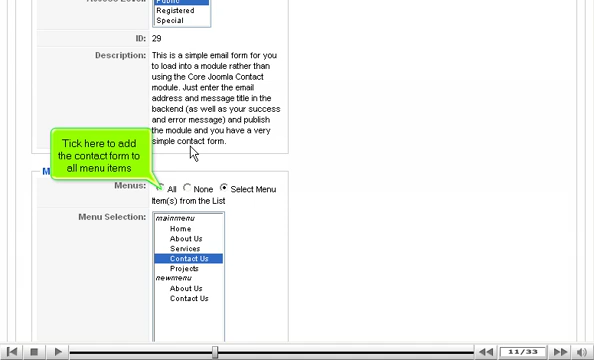 Access Level:
Public
Registered
Special
ID: 29
Description: This is a simple email form for you
to load into a module rather than
using the Core Joomla Contact
module. Just enter the email
address and message title in the
backend (as well as your success
and error message) and publish
the module and you have a very
simple contact form.
Tick here to add
the contact form to
all menu items
Menus: All None Select Menu
Item(s) from the List
Menu Selection: mainmenu
Home
About Us
Services
Contact Us
Projects
newmenu
About Us
Contact Us
11/33